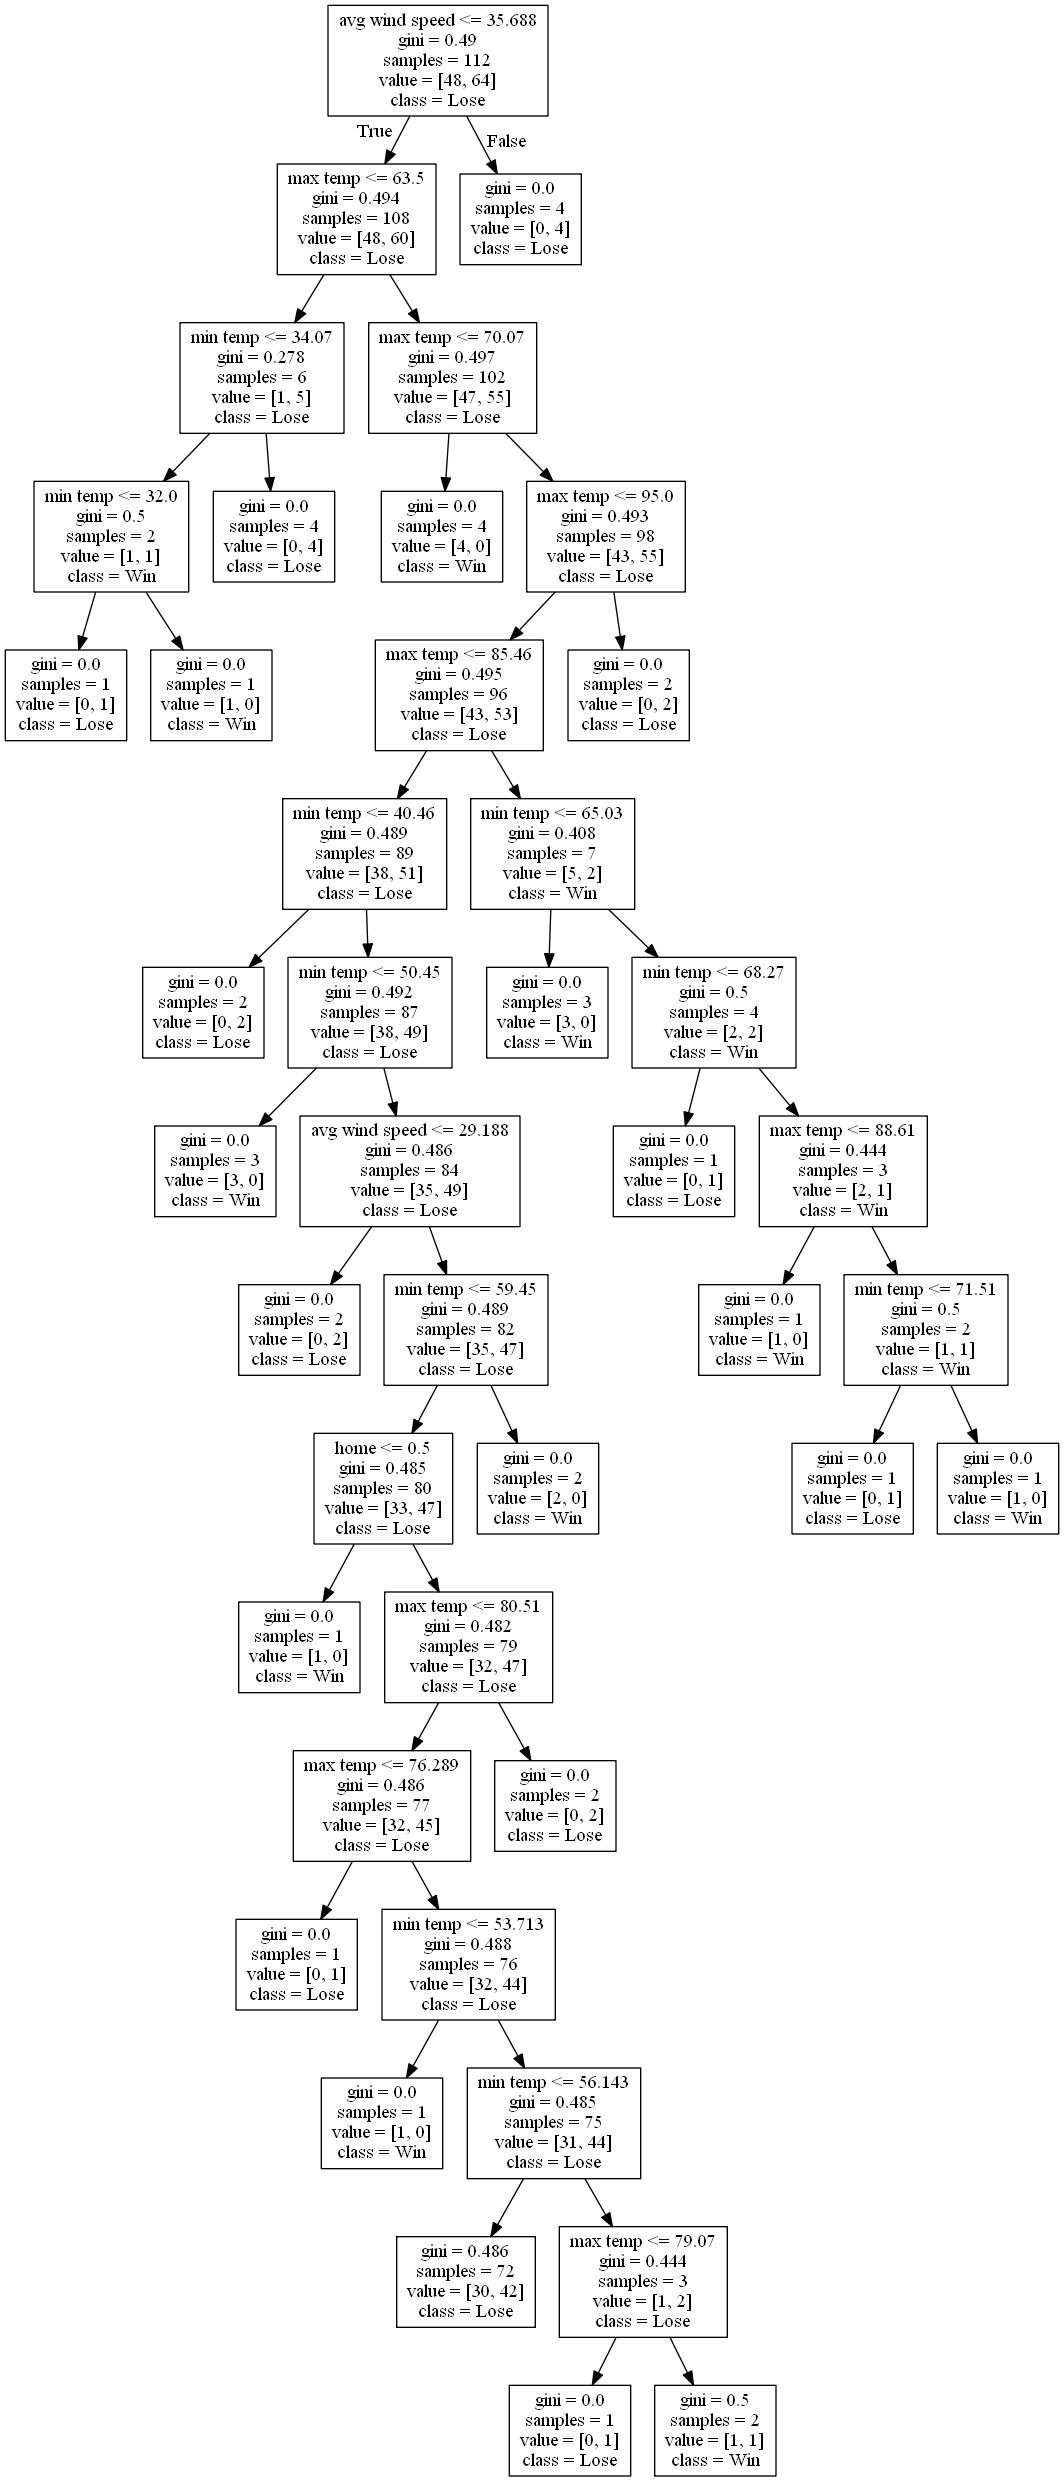 avg wind speed <= 35.688
gini = 0.49
samples = 112
value = [48, 64]
class = Lose
True
False
max temp <= 63.5
gini = 0.494
samples = 108
value = [48, 60]
class = Lose
gini = 0.0
samples = 4
value = [0, 4]
class = Lose
min temp <= 34.07
gini = 0.278
samples = 6
value = [1, 5]
class = Lose
max temp <= 70.07
gini = 0.497
samples = 102
value = [47, 55]
class = Lose
min temp <= 32.0
gini = 0.5
samples = 2
value = [1, 1]
class = Win
gini = 0.0
samples = 4
value = [0, 4]
class = Lose
gini = 0.0
samples = 4
value = [4, 0]
class = Win
max temp <= 95.0
gini = 0.493
samples = 98
value = [43, 55]
class = Lose
gini = 0.0
samples = 1
value = [0, 1]
class = Lose
gini = 0.0
samples = 1
value = [1, 0]
class = Win
max temp <= 85.46
gini = 0.495
samples = 96
value = [43, 53]
class = Lose
gini = 0.0
samples = 2
value = [0, 2]
class = Lose
min temp <= 40.46
gini = 0.489
samples = 89
value = [38, 51]
class = Lose
min temp <= 65.03
gini = 0.408
samples = 7
value = [5, 2]
class = Win
gini = 0.0
samples = 2
value = [0, 2]
class = Lose
min temp <= 50.45
gini = 0.492
samples = 87
value = [38, 49]
class = Lose
gini = 0.0
samples = 3
value = [3, 0]
class = Win
min temp <= 68.27
gini = 0.5
samples = 4
value = [2, 2]
class = Win
gini = 0.0
samples = 3
value = [3, 0]
class = Win
avg wind speed <= 29.188
gini = 0.486
samples = 84
value = [35, 49]
class = Lose
gini = 0.0
samples = 1
value = [0, 1]
class = Lose
max temp <= 88.61
gini = 0.444
samples = 3
value = [2, 1]
class = Win
gini = 0.0
samples = 2
value = [0, 2]
class = Lose
min temp <= 59.45
gini = 0.489
samples = 82
value = [35, 47]
class = Lose
gini = 0.0
samples = 1
value = [1, 0]
class = Win
min temp <= 71.51
gini = 0.5
samples = 2
value = [1, 1]
class = Win
home <= 0.5
gini = 0.485
samples = 80
value = [33, 47]
class = Lose
gini = 0.0
samples = 2
value = [2, 0]
class = Win
gini = 0.0
samples = 1
value = [0, 1]
class = Lose
gini = 0.0
samples = 1
value = [1, 0]
class = Win
gini = 0.0
samples = 1
value = [1, 0]
class = Win
max temp <= 80.51
gini = 0.482
samples = 79
value = [32, 47]
class = Lose
max temp <= 76.289
gini = 0.486
samples = 77
value = [32, 45]
class = Lose
gini = 0.0
samples = 2
value = [0, 2]
class = Lose
gini = 0.0
samples = 1
value = [0, 1]
class = Lose
min temp <= 53.713
gini = 0.488
samples = 76
value = [32, 44]
class = Lose
gini = 0.0
samples = 1
value = [1, 0]
class = Win
min temp <= 56.143
gini = 0.485
samples = 75
value = [31, 44]
class = Lose
gini = 0.486
samples = 72
value = [30, 42]
class = Lose
max temp <= 79.07
gini = 0.444
samples = 3
value = [1, 2]
class = Lose
gini = 0.0
samples = 1
value = [0, 1]
class = Lose
gini = 0.5
samples = 2
value = [1, 1]
class = Win